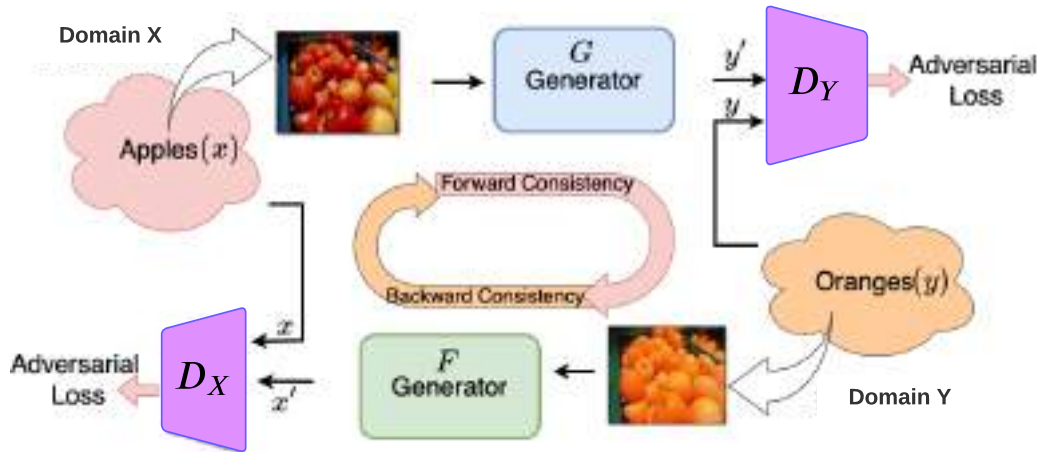 Domain X
G
Generator
y'
y
D_Y
Adversarial
Loss
Apples(x)
Forward Consistency
Backward Consistency
Oranges(y)
x
F
Generator
D_X
x'
Adversarial
Loss
Domain Y